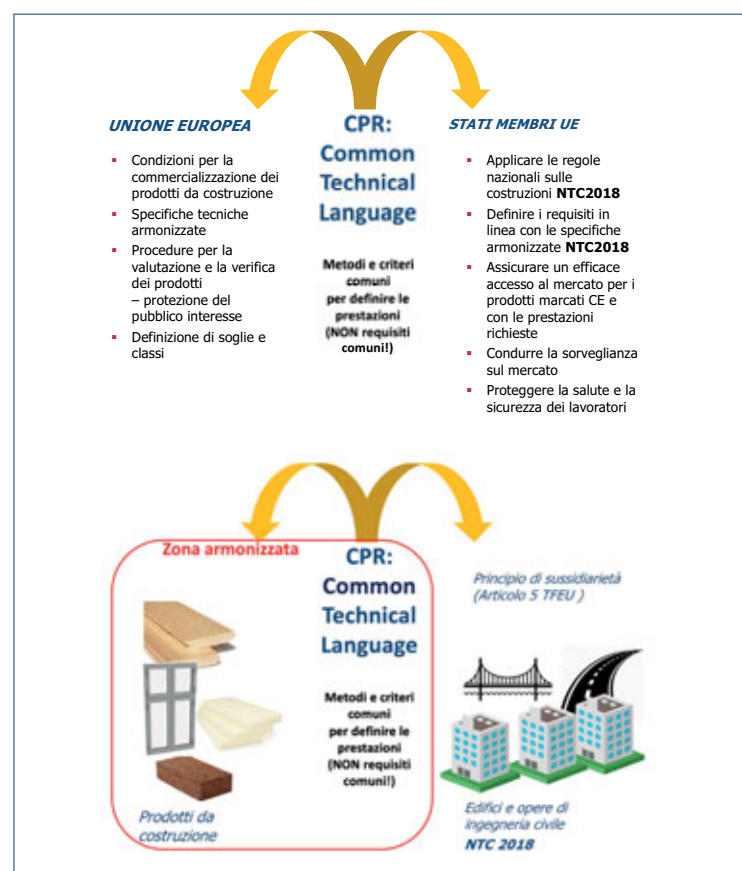 UNIONE EUROPEA
▪ Condizioni per la
commercializzazione dei
prodotti da costruzione
▪ Specifiche tecniche
armonizzate
▪ Procedure per la
valutazione e la verifica
dei prodotti
– protezione del
pubblico interesse
▪ Definizione di soglie e
classi
CPR:
Common
Technical
Language
Metodi e criteri
comuni
per definire le
prestazioni
(NON requisiti
comuni!)
STATI MEMBRI UE
▪ Applicare le regole
nazionali sulle
costruzioni NTC2018
▪ Definire i requisiti in
linea con le specifiche
armonizzate NTC2018
▪ Assicurare un efficace
accesso al mercato per i
prodotti marcati CE e
con le prestazioni
richieste
▪ Condurre la sorveglianza
sul mercato
▪ Proteggere la salute e la
sicurezza dei lavoratori
Zona armonizzata
Prodotti da
costruzione
CPR:
Common
Technical
Language
Metodi e criteri
comuni
per definire le
prestazioni
(NON requisiti
comuni!)
Principio di sussidiarietà
(Articolo 5 TFEU )
Edifici e opere di
ingegneria civile
NTC 2018